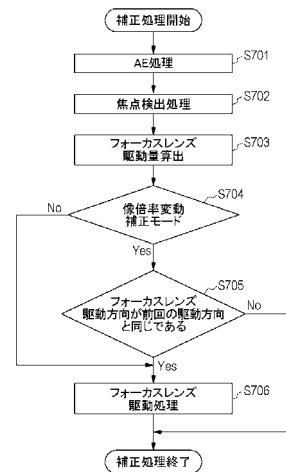 補正処理開始
S701
AE処理
S702
焦点検出処理
S703
フォーカスレンズ
駆動量算出
S704
像倍率変動
補正モード
No
Yes
S705
フォーカスレンズ
駆動方向が前回の駆動方向
と同じである
No
Yes
S706
フォーカスレンズ
駆動処理
補正処理終了